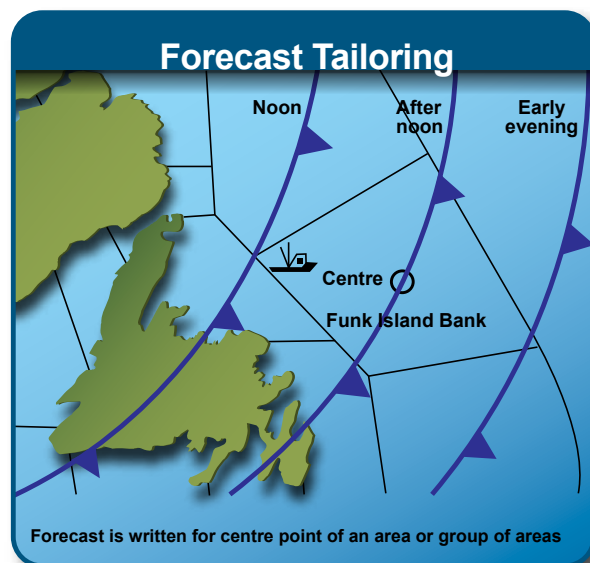 Forecast Tailoring
Noon
After
noon
Early
evening
Centre
Funk Island Bank
Forecast is written for centre point of an area or group of areas